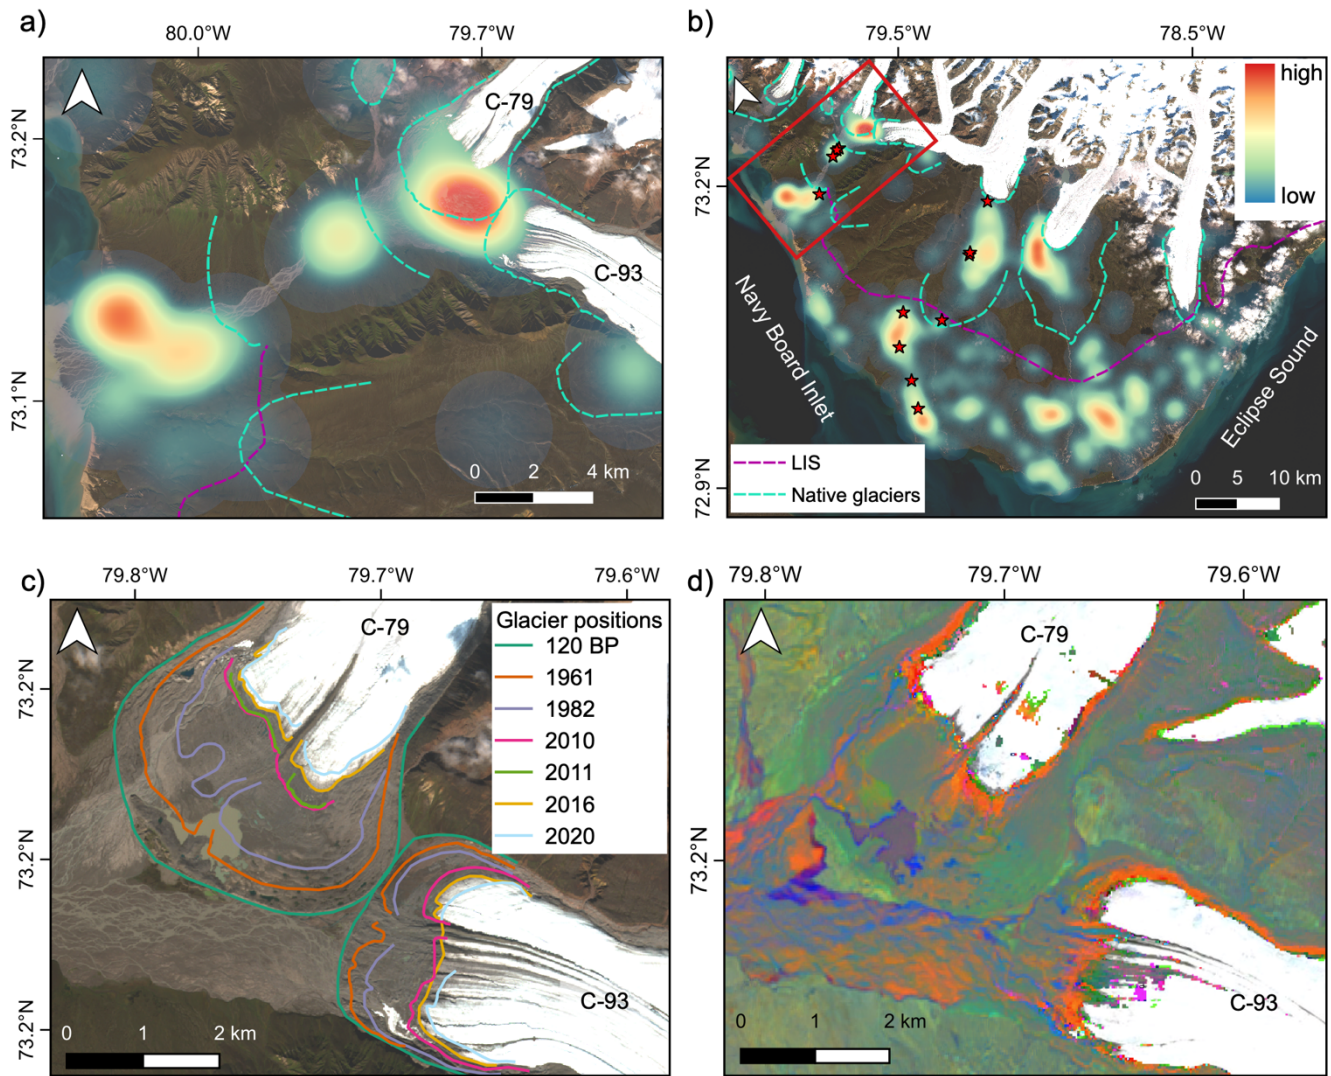 a)
80.0°W
79.7°W
73.2°N
73.1°N
C-79
C-93
0 2 4 km
b)
79.5°W
78.5°W
73.2°N
72.9°N
high
low
Navy Board Inlet
Eclipse Sound
LIS
Native glaciers
0 5 10 km
c)
79.8°W
79.7°W
79.6°W
73.2°N
73.2°N
73.2°N
C-79
C-93
Glacier positions
120 BP
1961
1982
2010
2011
2016
2020
0 1 2 km
d)
79.8°W
79.7°W
79.6°W
73.2°N
C-79
C-93
0 1 2 km